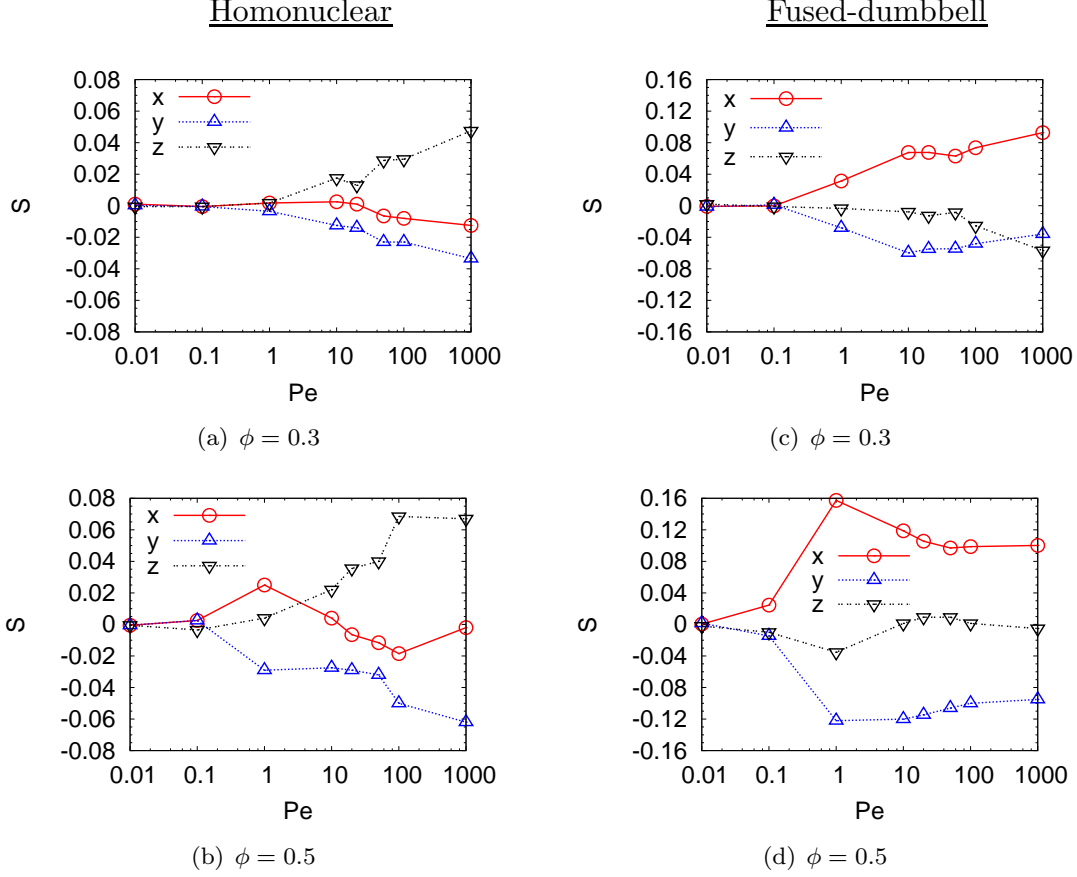 Homonuclear
Fused-dumbbell
0.08
0.06
0.04
0.02
0
-0.02
-0.04
-0.06
-0.08
S
x
y
z
0.01 0.1 1 10 100 1000
Pe
(a) ϕ = 0.3
0.16
0.12
0.08
0.04
0
-0.04
-0.08
-0.12
-0.16
S
x
y
z
0.01 0.1 1 10 100 1000
Pe
(c) ϕ = 0.3
0.08
0.06
0.04
0.02
0
-0.02
-0.04
-0.06
-0.08
S
x
y
z
0.01 0.1 1 10 100 1000
Pe
(b) ϕ = 0.5
0.16
0.12
0.08
0.04
0
-0.04
-0.08
-0.12
-0.16
S
x
y
z
0.01 0.1 1 10 100 1000
Pe
(d) ϕ = 0.5